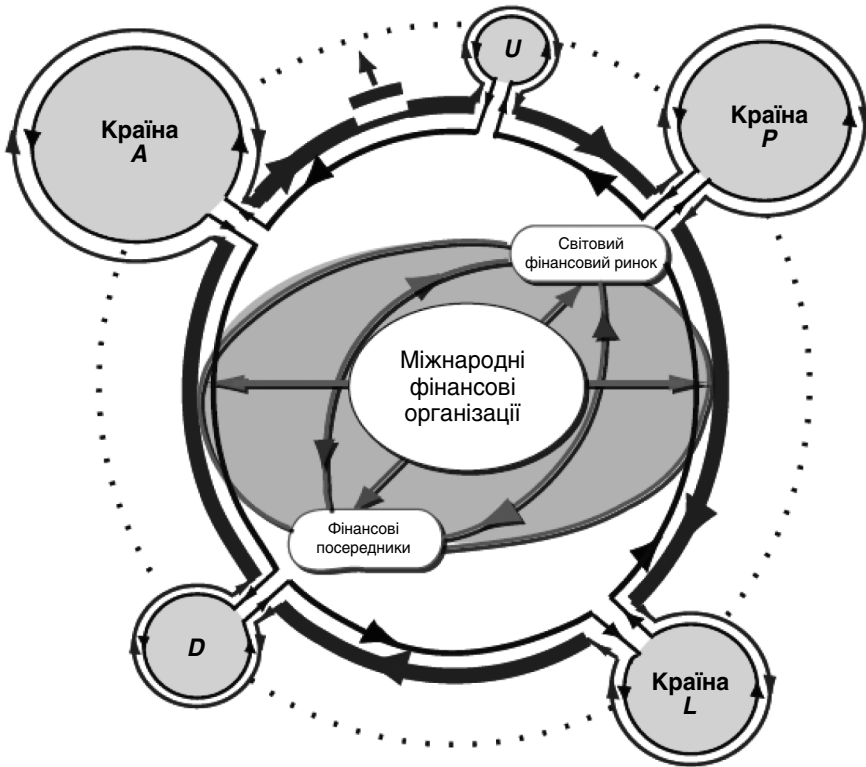 U
Країна
A
Країна
P
Світовий
фінансовий ринок
Міжнародні
фінансові
організації
Фінансові
посередники
D
Країна
L